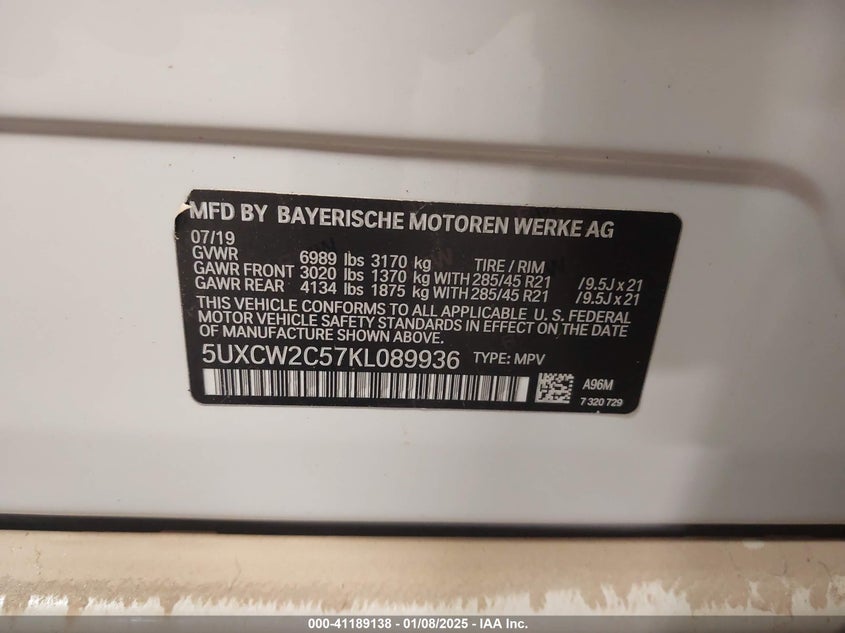 MFD BY BAYERISCHE MOTOREN WERKE AG
07/19
GVWR 6989 lbs 3170 kg TIRE / RIM
GAWR FRONT 3020 lbs 1370 kg WITH 285/45 R21 /9.5J x 21
GAWR REAR 4134 lbs 1875 kg WITH 285/45 R21 /9.5J x 21
THIS VEHICLE CONFORMS TO ALL APPLICABLE U. S. FEDERAL
MOTOR VEHICLE SAFETY STANDARDS IN EFFECT ON THE DATE
OF MANUFACTURE SHOWN ABOVE.
5UXCW2C57KL089936 TYPE: MPV
A96M
7 320 729
000-41189138 - 01/08/2025 - © IAA, Inc.